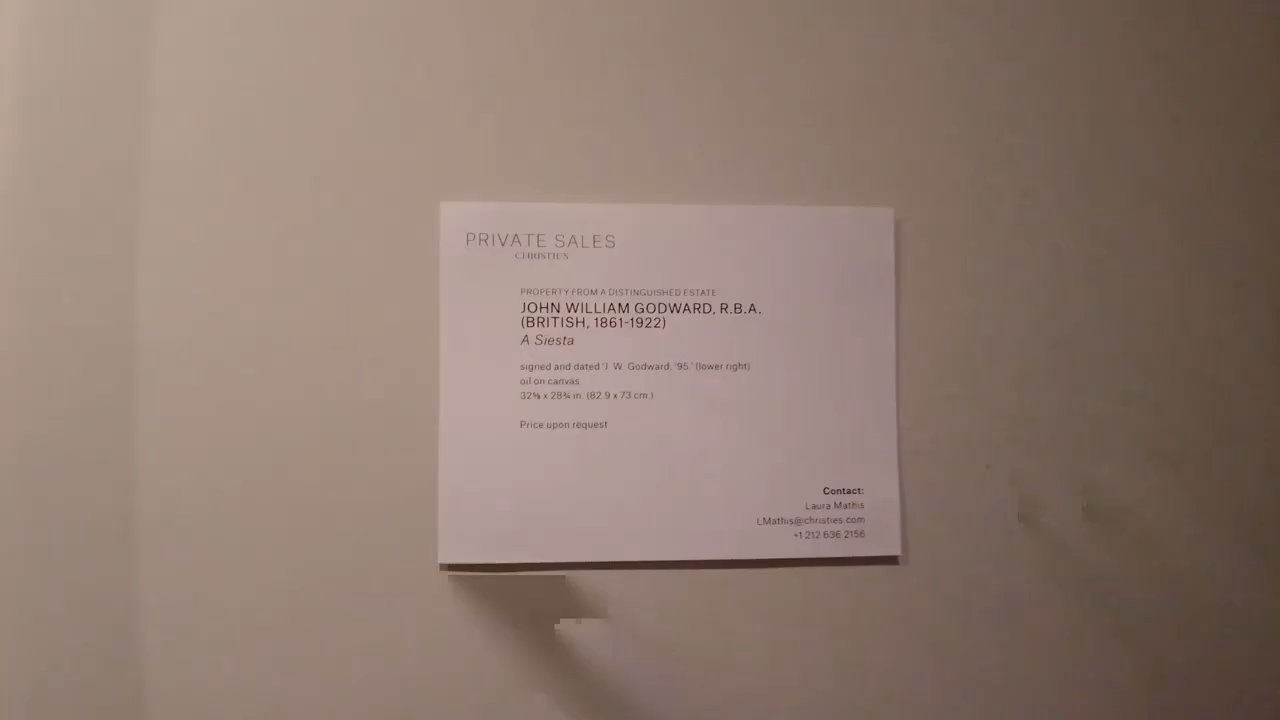 PRIVATE SALES
CHRISTIE'S
PROPERTY FROM A DISTINGUISHED ESTATE
JOHN WILLIAM GODWARD, R.B.A.
(BRITISH, 1861-1922)
A Siesta
signed and dated 'J. W. Godward. '95.' (lower right)
oil on canvas
32⅝ x 28¾ in. (82.9 x 73 cm.)
Price upon request
Contact:
Laura Mathis
LMathis@christies.com
+1 212 636 2156